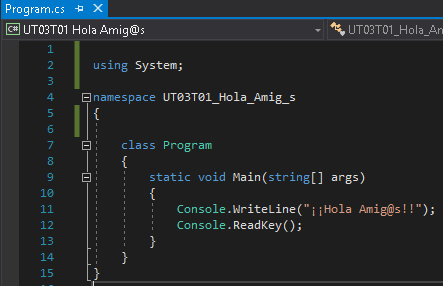 Program.cs
C# UT03T01 Hola Amig@s UT03T01_Hola_An
1
2 using System;
3
4 namespace UT03T01_Hola_Amig_s
5 {
6
7 class Program
8 {
9 static void Main(string[] args)
10 {
11 Console.WriteLine("¡¡Hola Amig@s!!");
12 Console.ReadKey();
13 }
14 }
15 }